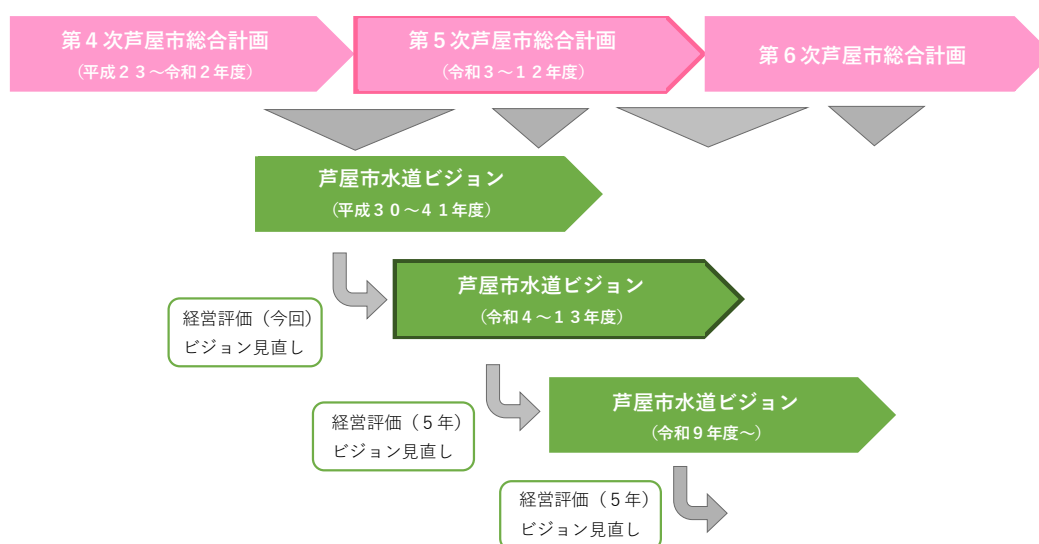 第４次芦屋市総合計画
（平成２３～令和２年度）
第５次芦屋市総合計画
（令和３～１２年度）
第６次芦屋市総合計画
芦屋市水道ビジョン
（平成３０～４１年度）
芦屋市水道ビジョン
（令和４～１３年度）
経営評価（今回）
ビジョン見直し
芦屋市水道ビジョン
（令和９年度～）
経営評価（５年）
ビジョン見直し
経営評価（５年）
ビジョン見直し